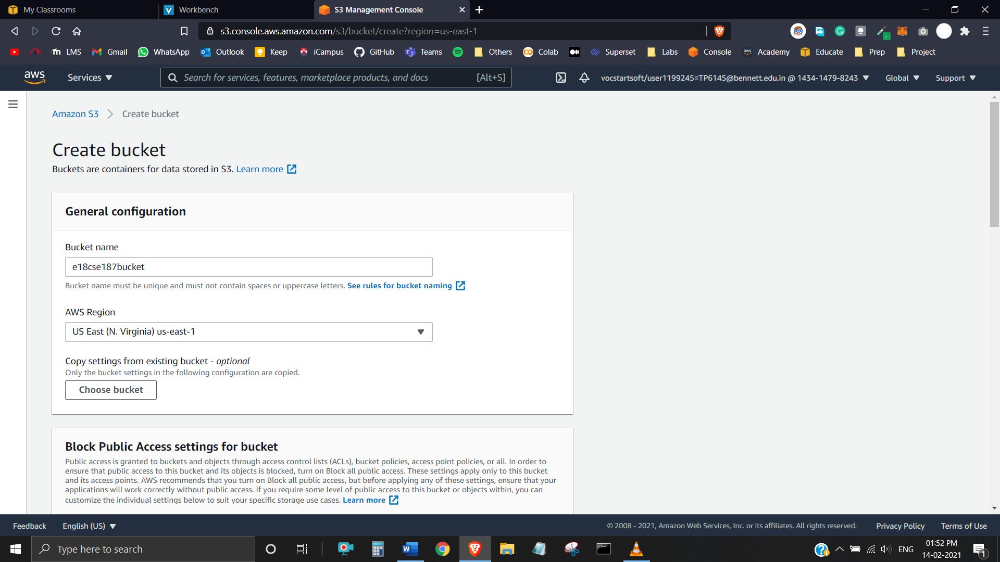 My Classrooms
Workbench
S3 Management Console
s3.console.aws.amazon.com/s3/bucket/create?region=us-east-1
LMS Gmail WhatsApp Outlook Keep iCampus GitHub Teams Others Colab Superset Labs Console aws Academy Educate Prep Project
aws Services Search for services, features, marketplace products, and docs [Alt+S] vocstartsoft/user1199245=TP6145@bennett.edu.in @ 1434-1479-8243 Global Support
Amazon S3 Create bucket
Create bucket
Buckets are containers for data stored in S3. Learn more
General configuration
Bucket name
e18cse187bucket
Bucket name must be unique and must not contain spaces or uppercase letters. See rules for bucket naming
AWS Region
US East (N. Virginia) us-east-1
Copy settings from existing bucket - optional
Only the bucket settings in the following configuration are copied.
Choose bucket
Block Public Access settings for bucket
Public access is granted to buckets and objects through access control lists (ACLs), bucket policies, access point policies, or all. In order to
ensure that public access to this bucket and its objects is blocked, turn on Block all public access. These settings apply only to this bucket
and its access points. AWS recommends that you turn on Block all public access, but before applying any of these settings, ensure that your
applications will work correctly without public access. If you require some level of public access to this bucket or objects within, you can
customize the individual settings below to suit your specific storage use cases. Learn more
Feedback English (US) © 2008 - 2021, Amazon Web Services, Inc. or its affiliates. All rights reserved. Privacy Policy Terms of Use
Type here to search
ENG
01:52 PM
14-02-2021
1